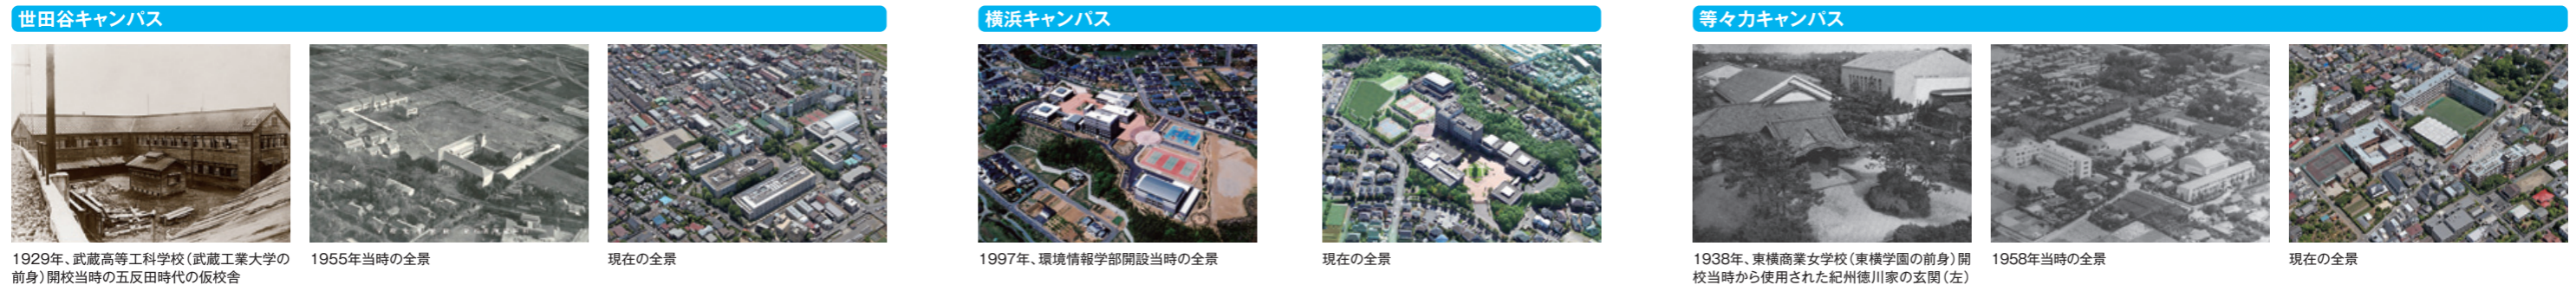 世田谷キャンパス
1929年、武蔵高等工科学校（武蔵工業大学の
前身）開校当時の五反田時代の仮校舎
1955年当時の全景
現在の全景
横浜キャンパス
1997年、環境情報学部開設当時の全景
現在の全景
等々力キャンパス
1938年、東横商業女学校（東横学園の前身）開
校当時から使用された紀州徳川家の玄関（左）
1958年当時の全景
現在の全景